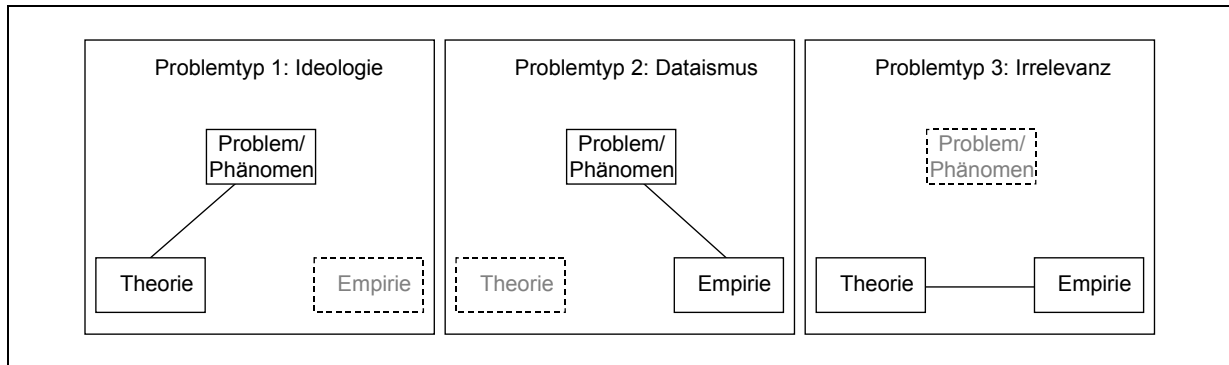 Problemtyp 1: Ideologie
Problem/
Phänomen
Theorie
Empirie
Problemtyp 2: Dataismus
Problem/
Phänomen
Theorie
Empirie
Problemtyp 3: Irrelevanz
Problem/
Phänomen
Theorie
Empirie